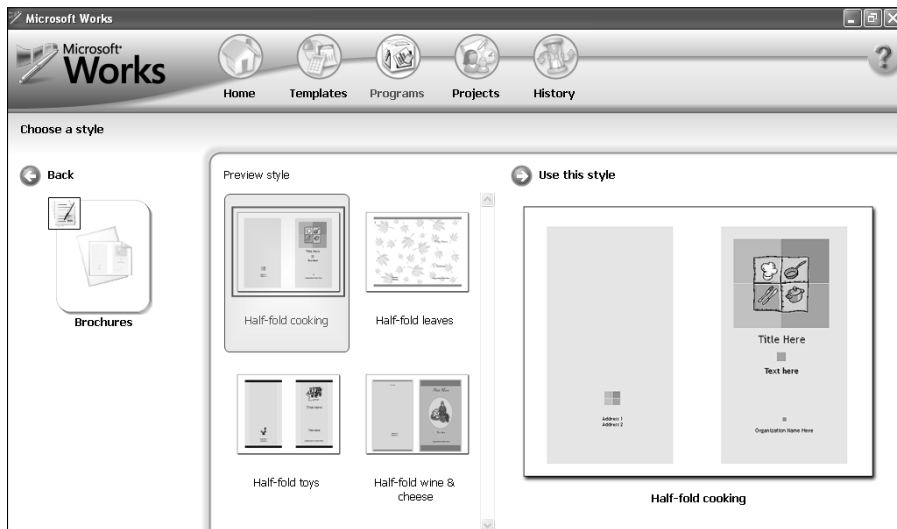 Microsoft Works
Microsoft®
Works
Home
Templates
Programs
Projects
History
?
Choose a style
Back
Brochures
Preview style
Half-fold cooking
Half-fold leaves
Half-fold toys
Half-fold wine &
cheese
Use this style
Title Here
Text here
Address 1
Address 2
Organization Name Here
Half-fold cooking